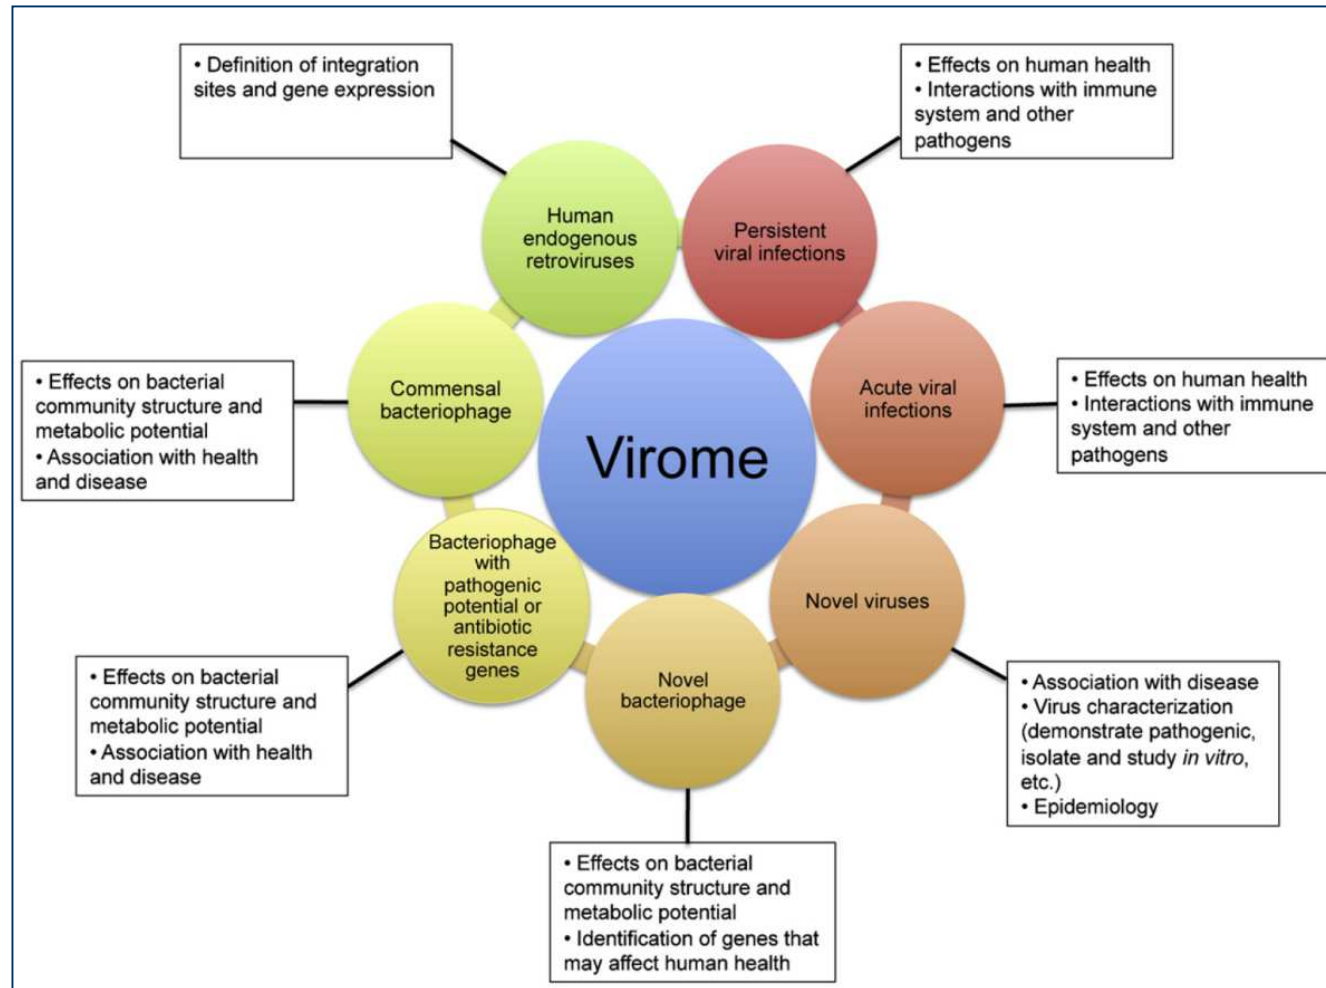 • Definition of integration
sites and gene expression
• Effects on human health
• Interactions with immune
system and other
pathogens
Human
endogenous
retroviruses
Persistent
viral infections
• Effects on bacterial
community structure and
metabolic potential
• Association with health
and disease
Commensal
bacteriophage
Virome
Acute viral
infections
• Effects on human health
• Interactions with immune
system and other
pathogens
Bacteriophage
with
pathogenic
potential or
antibiotic
resistance
genes
Novel viruses
• Effects on bacterial
community structure and
metabolic potential
• Association with health
and disease
Novel
bacteriophage
• Association with disease
• Virus characterization
(demonstrate pathogenic,
isolate and study in vitro,
etc.)
• Epidemiology
• Effects on bacterial
community structure and
metabolic potential
• Identification of genes that
may affect human health